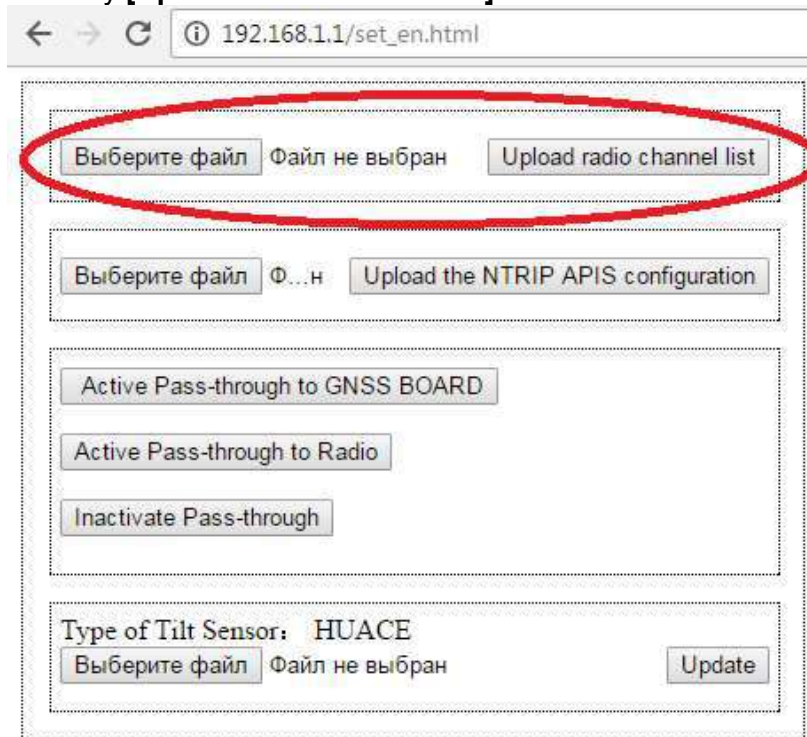 192.168.1.1/set_en.html
Выберите файл Файл не выбран Upload radio channel list
Выберите файл Ф...н Upload the NTRIP APIS configuration
Active Pass-through to GNSS BOARD
Active Pass-through to Radio
Inactivate Pass-through
Type of Tilt Sensor： HUACE
Выберите файл Файл не выбран Update